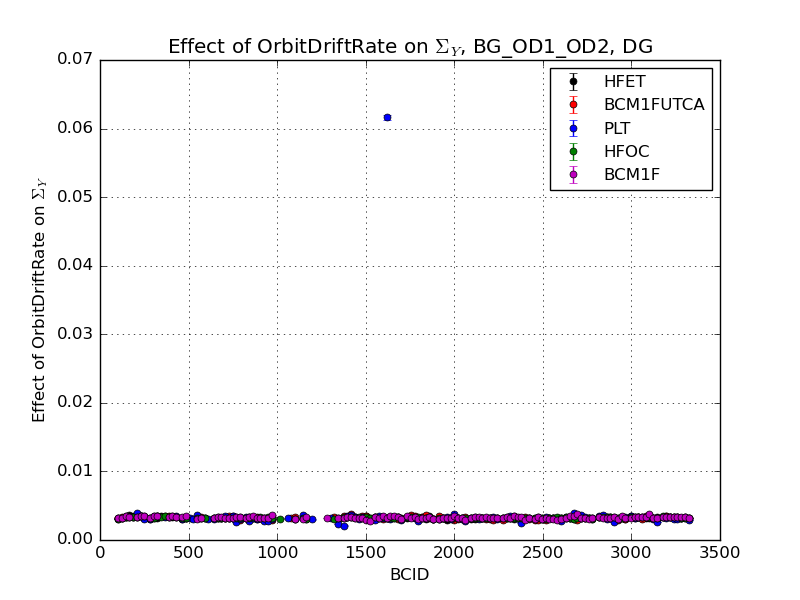 Effect of OrbitDriftRate on Σ_Y, BG_OD1_OD2, DG
0.07
0.06
0.05
0.04
0.03
0.02
0.01
0.00
Effect of OrbitDriftRate on Σ_Y
HFET
BCM1FUTCA
PLT
HFOC
BCM1F
0 500 1000 1500 2000 2500 3000 3500
BCID